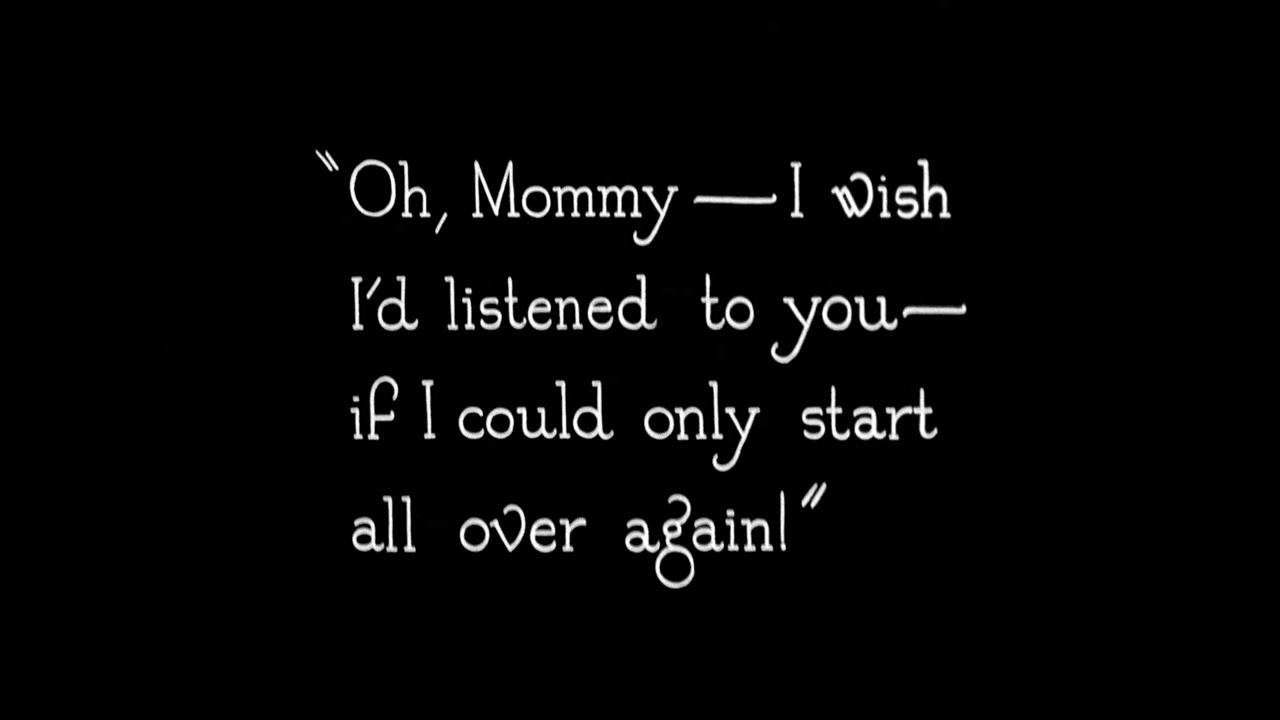 "Oh, Mommy — I wish
I'd listened to you —
if I could only start
all over again!"